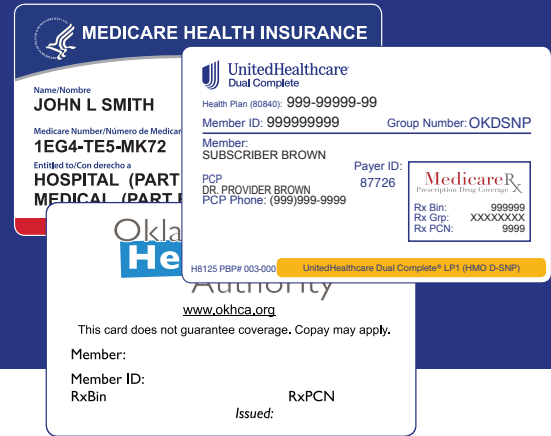 MEDICARE HEALTH INSURANCE
Name/Nombre
JOHN L SMITH
Medicare Number/Número de Medicar
1EG4-TE5-MK72
Entitled to/Con derecho a
HOSPITAL (PART
MEDICAL (PART
UnitedHealthcare®
Dual Complete
Health Plan (80840): 999-99999-99
Member ID: 999999999 Group Number: OKDSNP
Member:
SUBSCRIBER BROWN
Payer ID:
87726
PCP
DR. PROVIDER BROWN
PCP Phone: (999)999-9999
MedicareRx
Prescription Drug Coverage
Rx Bin: 999999
Rx Grp: XXXXXXXX
Rx PCN: 9999
H8125 PBP# 003-000 UnitedHealthcare Dual Complete® LP1 (HMO D-SNP)
Okla
He
Authority
www.okhca.org
This card does not guarantee coverage. Copay may apply.
Member:
Member ID:
RxBin RxPCN
Issued: